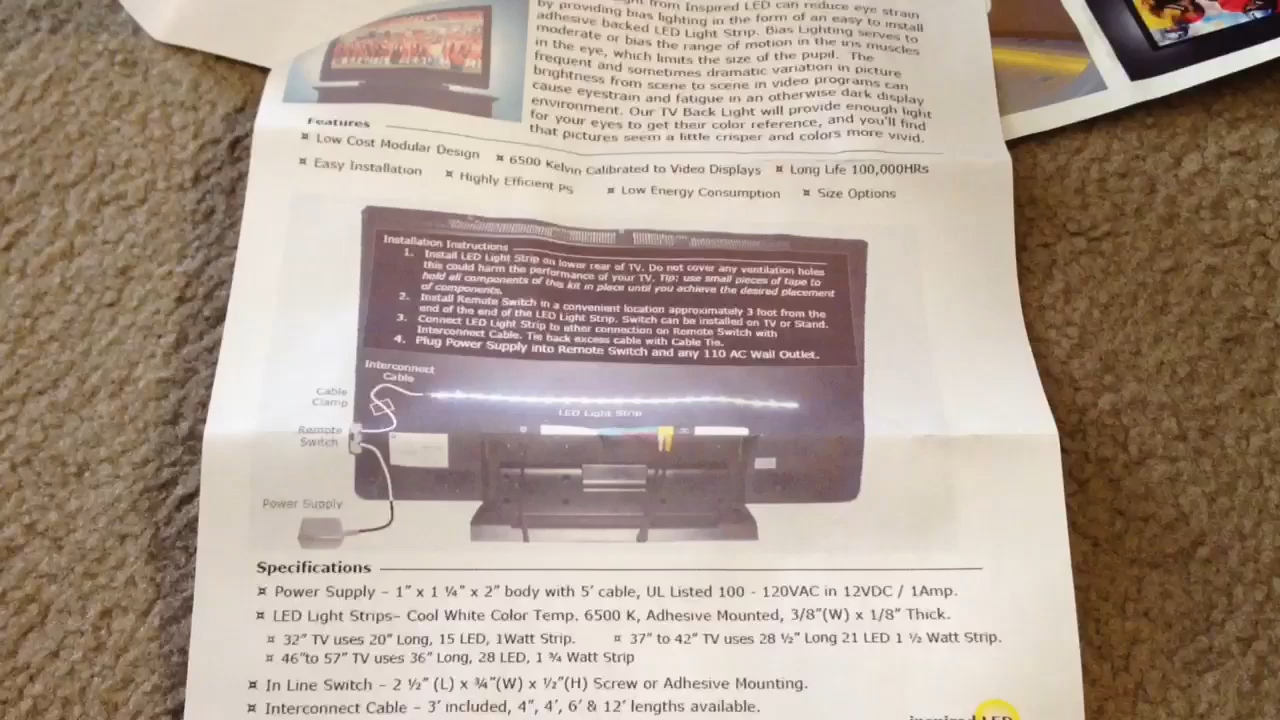 from Inspired LED can reduce eye strain
by providing bias lighting in the form of an easy to install
adhesive backed LED Light Strip. Bias Lighting serves to
moderate or bias the range of motion in the iris muscles
in the eye, which limits the size of the pupil. The
frequent and sometimes dramatic variation in picture
brightness from scene to scene in video programs can
cause eyestrain and fatigue in an otherwise dark display
environment. Our TV Back Light will provide enough light
for your eyes to get their color reference, and you'll find
that pictures seem a little crisper and colors more vivid.
Features
¤ Low Cost Modular Design ¤ 6500 Kelvin Calibrated to Video Displays ¤ Long Life 100,000HRs
¤ Easy Installation ¤ Highly Efficient PS ¤ Low Energy Consumption ¤ Size Options
Installation Instructions
1. Install LED Light Strip on lower rear of TV. Do not cover any ventilation holes
this could harm the performance of your TV. Tip: use small pieces of tape to
hold all components of this kit in place until you achieve the desired placement
of components.
2. Install Remote Switch in a convenient location approximately 3 foot from the
end of the end of the LED Light Strip. Switch can be installed on TV or Stand.
3. Connect LED Light Strip to other connection on Remote Switch with
Interconnect Cable. Tie back excess cable with Cable Tie.
4. Plug Power Supply into Remote Switch and any 110 AC Wall Outlet.
Interconnect
Cable
Cable
Clamp
LED Light Strip
Remote
Switch
Power Supply
Specifications
¤ Power Supply – 1" x 1 ¼" x 2" body with 5' cable, UL Listed 100 - 120VAC in 12VDC / 1Amp.
¤ LED Light Strips– Cool White Color Temp, 6500 K, Adhesive Mounted, 3/8"(W) x 1/8" Thick.
¤ 32" TV uses 20" Long, 15 LED, 1Watt Strip. ¤ 37" to 42" TV uses 28 ½" Long 21 LED 1 ½ Watt Strip.
¤ 46"to 57" TV uses 36" Long, 28 LED, 1 ¾ Watt Strip
¤ In Line Switch – 2 ½" (L) x ¾"(W) x ½"(H) Screw or Adhesive Mounting.
¤ Interconnect Cable – 3' included, 4", 4', 6' & 12' lengths available.
inspired LED